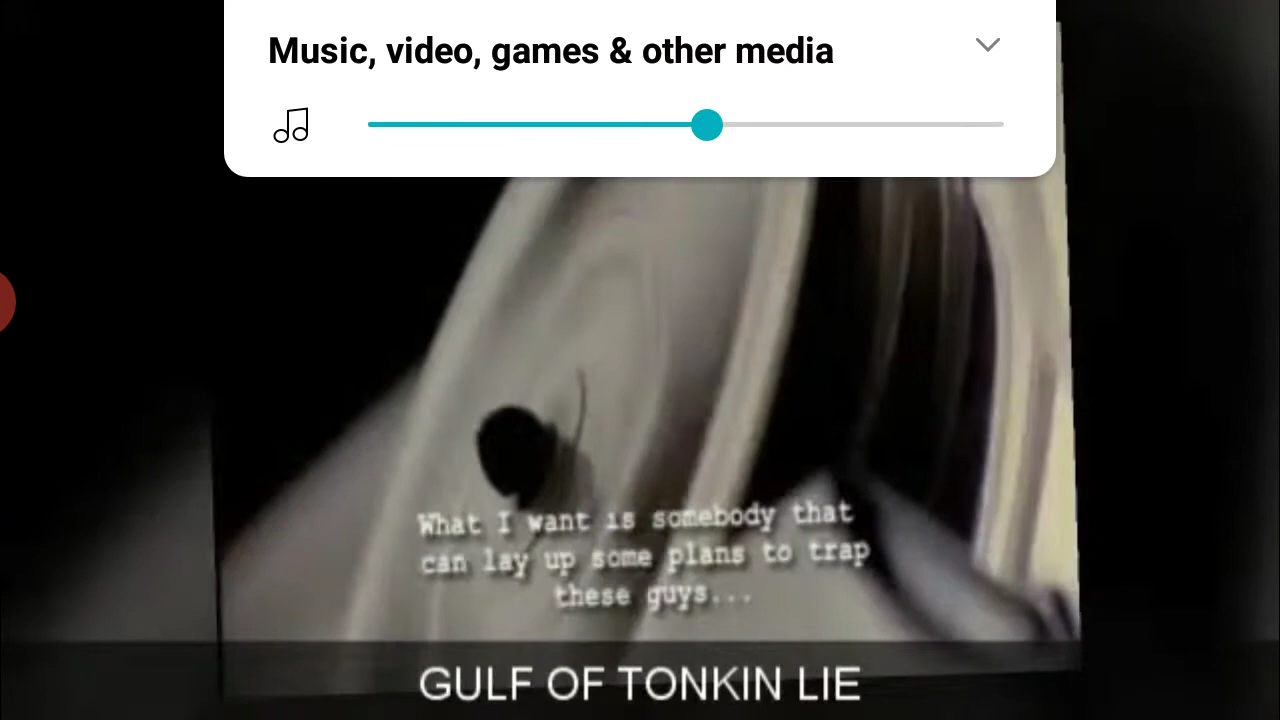 Music, video, games & other media
What I want is somebody that
can lay up some plans to trap
these guys...
GULF OF TONKIN LIE